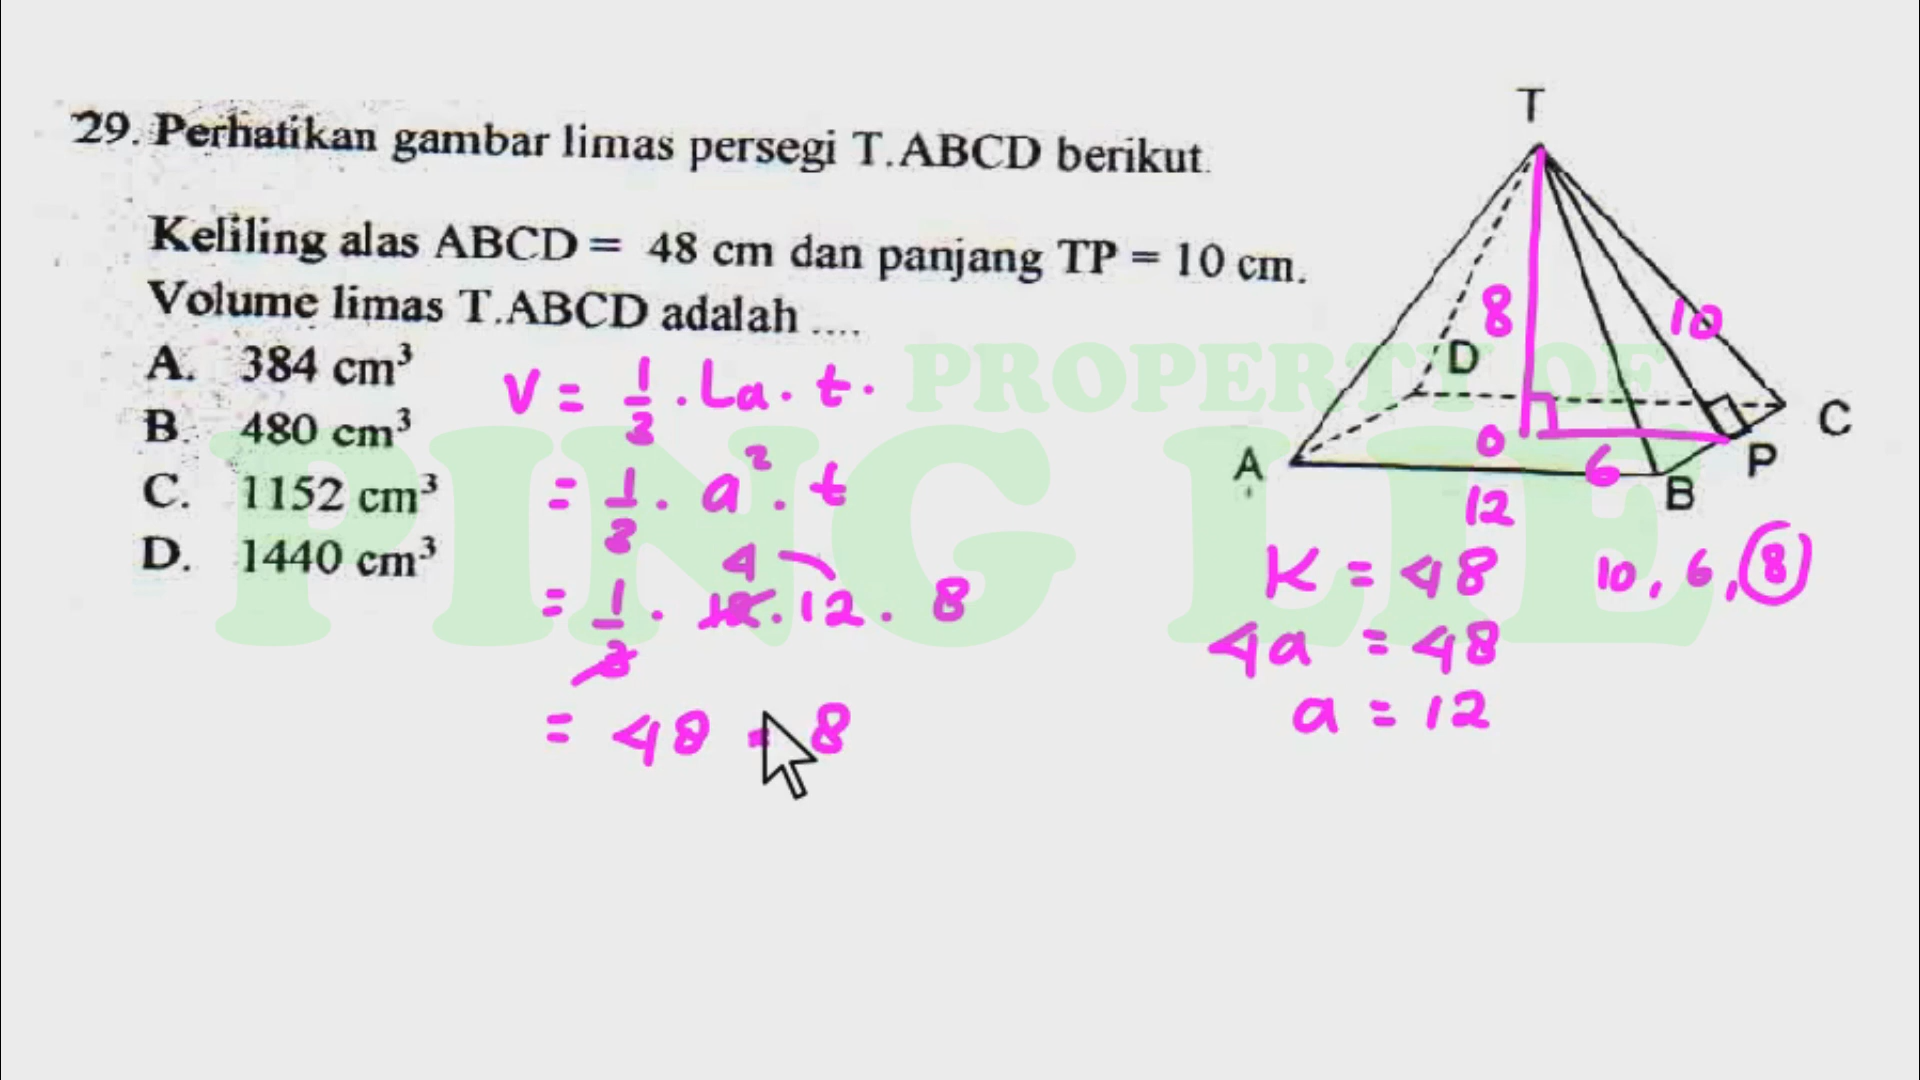 29. Perhatikan gambar limas persegi T.ABCD berikut.
Keliling alas ABCD = 48 cm dan panjang TP = 10 cm.
Volume limas T.ABCD adalah ....
A. 384 cm³
B. 480 cm³
C. 1152 cm³
D. 1440 cm³
V = 1/3 . La . t .
= 1/3 . a² . t
4
= 1/3 . 12 . 12 . 8
= 48 . 8
T
8
10
D
C
O
P
A
6
B
12
K = 48
10, 6, 8
4a = 48
a = 12
PROPERTY OF
PING LIE